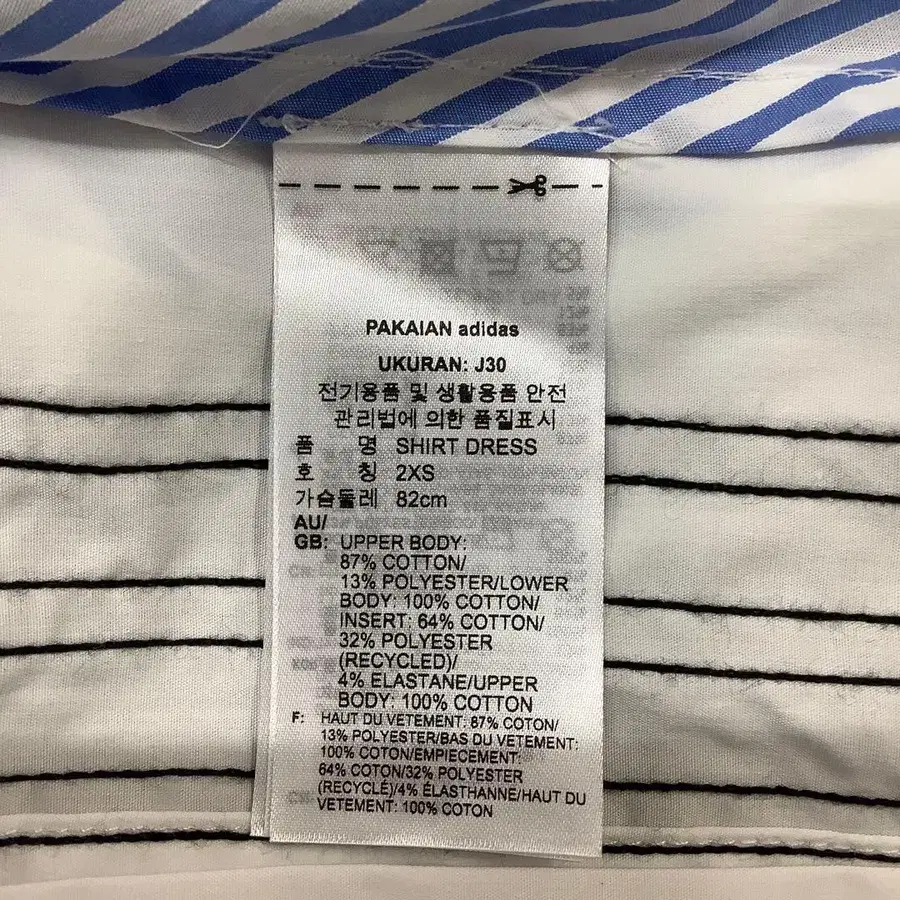 PAKAIAN adidas
UKURAN: J30
전기용품 및 생활용품 안전
관리법에 의한 품질표시
품 명 SHIRT DRESS
호 칭 2XS
가슴둘레 82cm
AU/
GB: UPPER BODY:
87% COTTON/
13% POLYESTER/LOWER
BODY: 100% COTTON/
INSERT: 64% COTTON/
32% POLYESTER
(RECYCLED)/
4% ELASTANE/UPPER
BODY: 100% COTTON
F: HAUT DU VETEMENT: 87% COTON/
13% POLYESTER/BAS DU VETEMENT:
100% COTON/EMPIECEMENT:
64% COTON/32% POLYESTER
(RECYCLÉ)/4% ÉLASTHANNE/HAUT DU
VETEMENT: 100% COTON